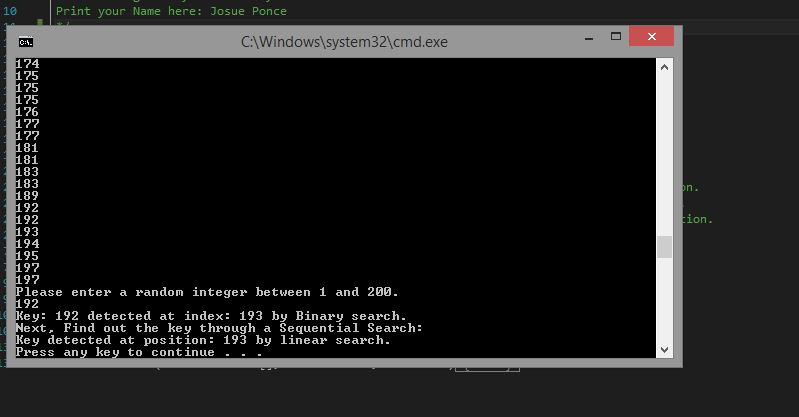 10 Print your Name here: Josue Ponce
C:\Windows\system32\cmd.exe
174
175
175
175
176
177
177
181
181
183
183
189
192
192
193
194
195
197
197
Please enter a random integer between 1 and 200.
192
Key: 192 detected at index: 193 by Binary search.
Next, Find out the key through a Sequential Search:
Key detected at position: 193 by linear search.
Press any key to continue . . .
on.
tion.